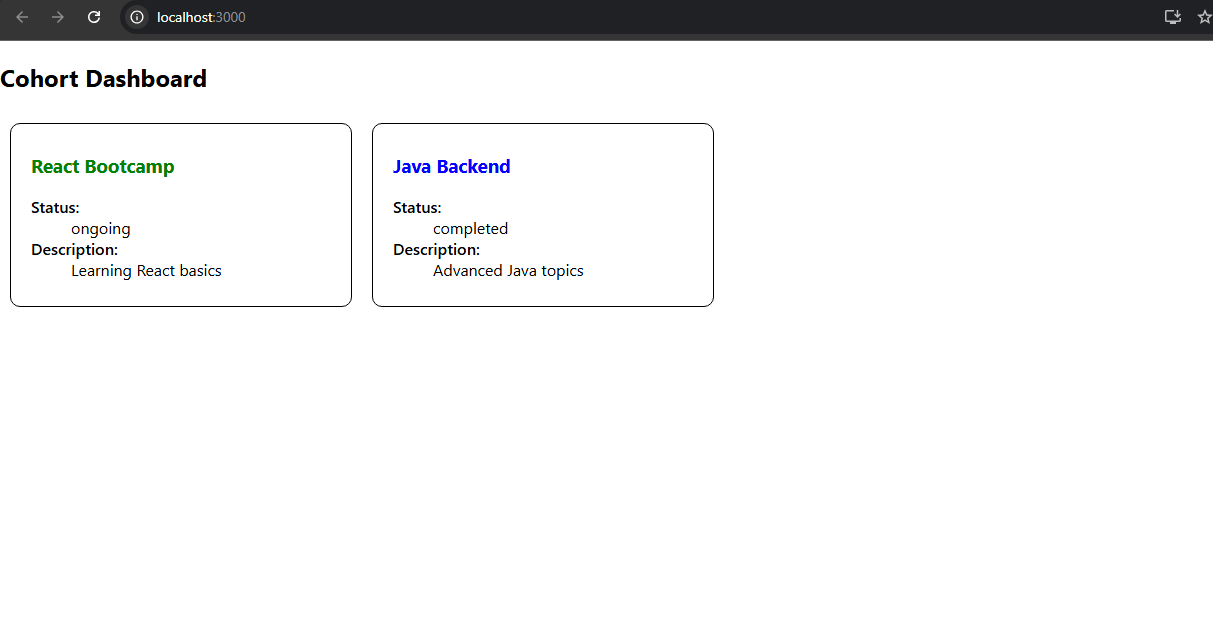 localhost:3000
Cohort Dashboard
React Bootcamp
Status:
ongoing
Description:
Learning React basics
Java Backend
Status:
completed
Description:
Advanced Java topics